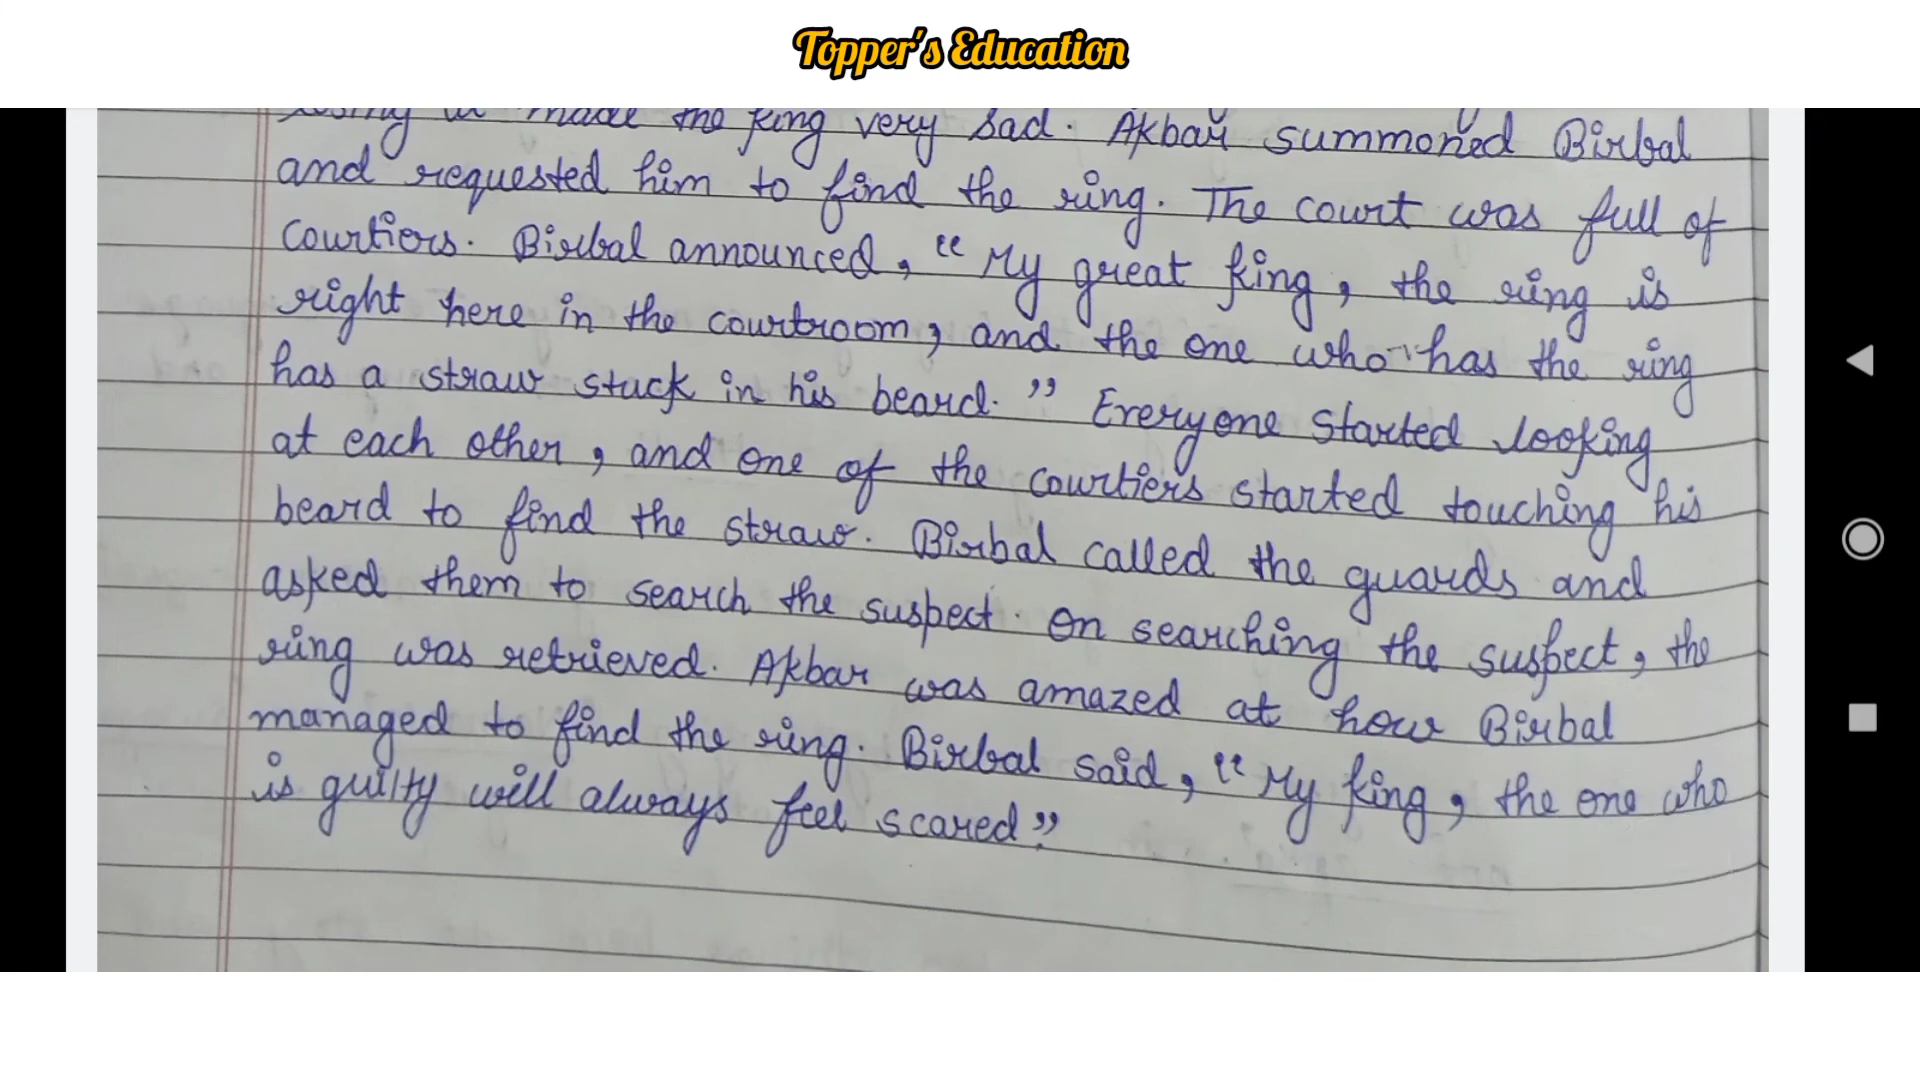 Topper's Education
made the king very sad. Akbar summoned Birbal
and requested him to find the ring. The court was full of
courtiers. Birbal announced, "My great king, the ring is
right here in the courtroom, and the one who has the ring
has a straw stuck in his beard." Everyone started looking
at each other, and one of the courtiers started touching his
beard to find the straw. Birbal called the guards and
asked them to search the suspect. On searching the suspect, the
ring was retrieved. Akbar was amazed at how Birbal
managed to find the ring. Birbal said, "My king, the one who
is guilty will always feel scared".